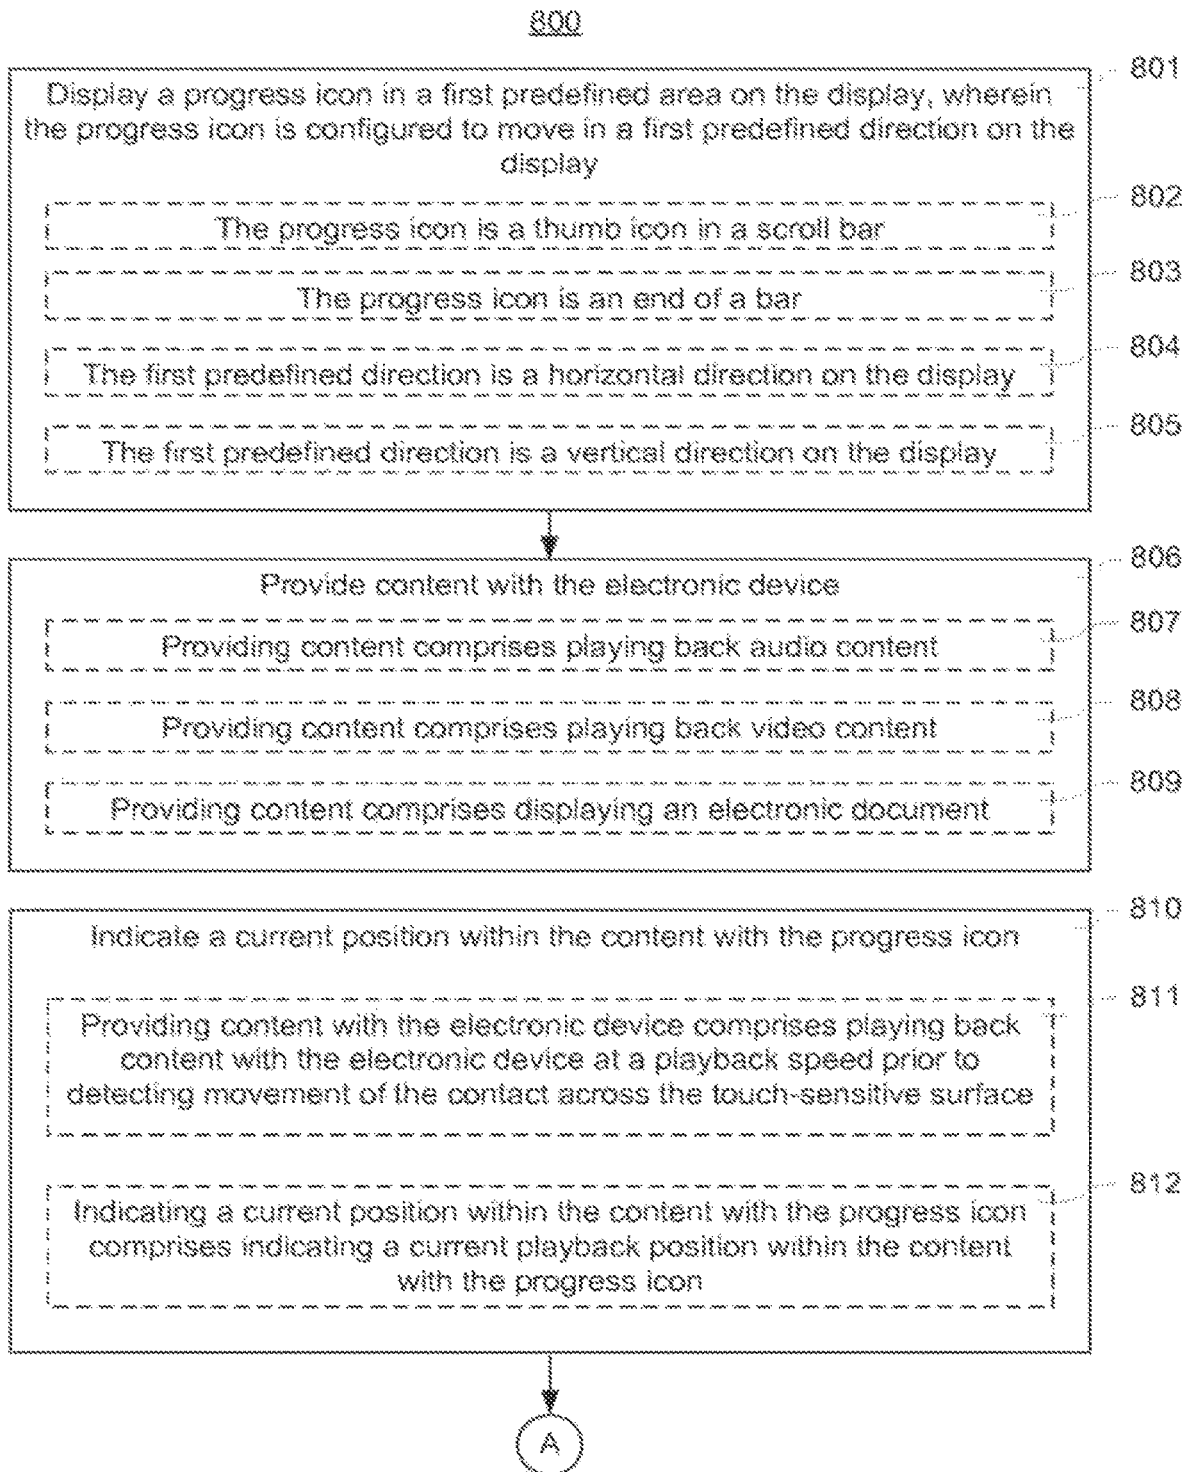 800
801
Display a progress icon in a first predefined area on the display, wherein
the progress icon is configured to move in a first predefined direction on the
display
802
The progress icon is a thumb icon in a scroll bar
803
The progress icon is an end of a bar
804
The first predefined direction is a horizontal direction on the display
805
The first predefined direction is a vertical direction on the display
806
Provide content with the electronic device
807
Providing content comprises playing back audio content
808
Providing content comprises playing back video content
809
Providing content comprises displaying an electronic document
810
Indicate a current position within the content with the progress icon
811
Providing content with the electronic device comprises playing back
content with the electronic device at a playback speed prior to
detecting movement of the contact across the touch-sensitive surface
812
Indicating a current position within the content with the progress icon
comprises indicating a current playback position within the content
with the progress icon
A